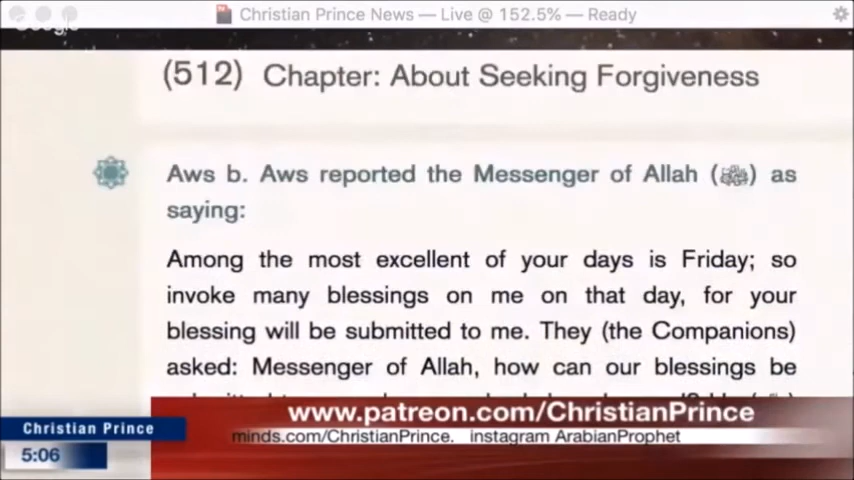 Christian Prince News — Live @ 152.5% — Ready
Google
(512) Chapter: About Seeking Forgiveness
Aws b. Aws reported the Messenger of Allah (ﷺ) as
saying:
Among the most excellent of your days is Friday; so
invoke many blessings on me on that day, for your
blessing will be submitted to me. They (the Companions)
asked: Messenger of Allah, how can our blessings be
www.patreon.com/ChristianPrince
Christian Prince
minds.com/ChristianPrince. instagram ArabianProphet
5:06